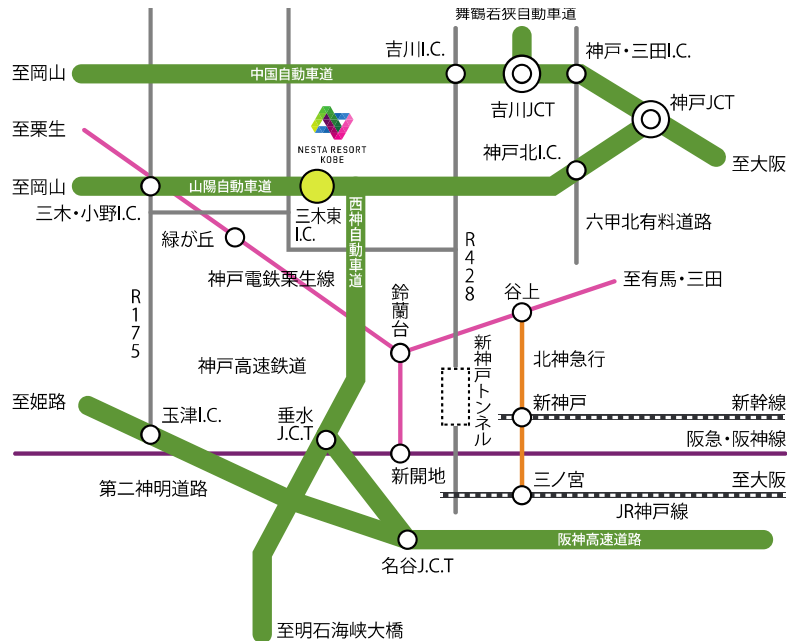 舞鶴若狭自動車道
吉川I.C.
神戸・三田I.C.
至岡山
中国自動車道
吉川JCT
神戸JCT
至粟生
NESTA RESORT
KOBE
神戸北I.C.
至大阪
至岡山
山陽自動車道
三木・小野I.C.
三木東
I.C.
西神自動車道
六甲北有料道路
緑が丘
R428
神戸電鉄粟生線
至有馬・三田
R175
鈴蘭台
谷上
新神戸トンネル
北神急行
神戸高速鉄道
至姫路
玉津I.C.
垂水
J.C.T
新神戸
新幹線
阪急・阪神線
新開地
第二神明道路
三ノ宮
至大阪
JR神戸線
阪神高速道路
名谷J.C.T
至明石海峡大橋